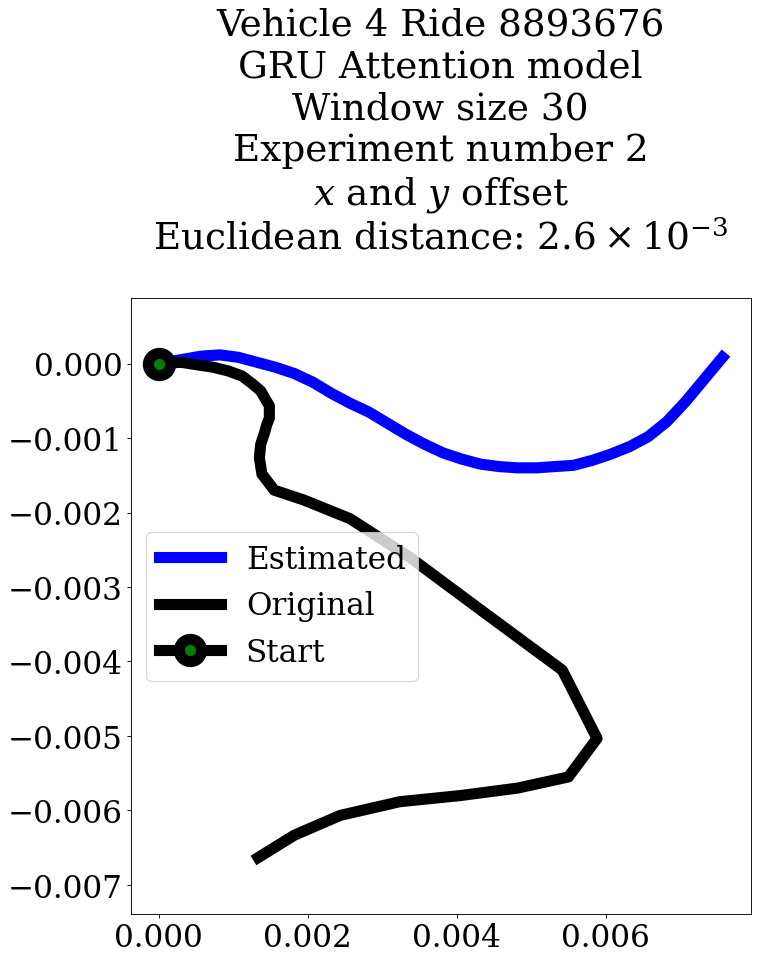 Vehicle 4 Ride 8893676
GRU Attention model
Window size 30
Experiment number 2
x and y offset
Euclidean distance: 2.6 × 10⁻³
0.000
−0.001
−0.002
−0.003
−0.004
−0.005
−0.006
−0.007
Estimated
Original
Start
0.000 0.002 0.004 0.006